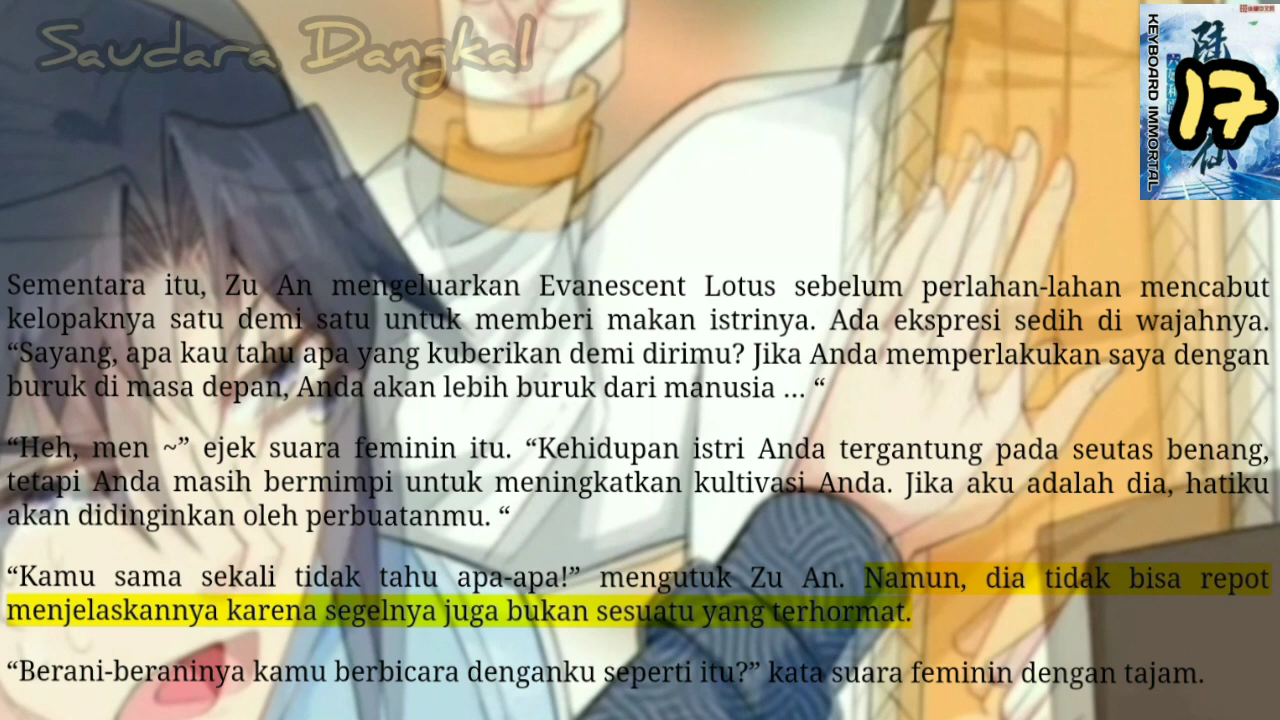 Saudara Dangkal
KEYBOARD IMMORTAL
17
Sementara itu, Zu An mengeluarkan Evanescent Lotus sebelum perlahan-lahan mencabut
kelopaknya satu demi satu untuk memberi makan istrinya. Ada ekspresi sedih di wajahnya.
“Sayang, apa kau tahu apa yang kuberikan demi dirimu? Jika Anda memperlakukan saya dengan
buruk di masa depan, Anda akan lebih buruk dari manusia ... “
“Heh, men ~” ejek suara feminin itu. “Kehidupan istri Anda tergantung pada seutas benang,
tetapi Anda masih bermimpi untuk meningkatkan kultivasi Anda. Jika aku adalah dia, hatiku
akan didinginkan oleh perbuatanmu. “
“Kamu sama sekali tidak tahu apa-apa!” mengutuk Zu An. Namun, dia tidak bisa repot
menjelaskannya karena segelnya juga bukan sesuatu yang terhormat.
“Berani-beraninya kamu berbicara denganku seperti itu?” kata suara feminin dengan tajam.